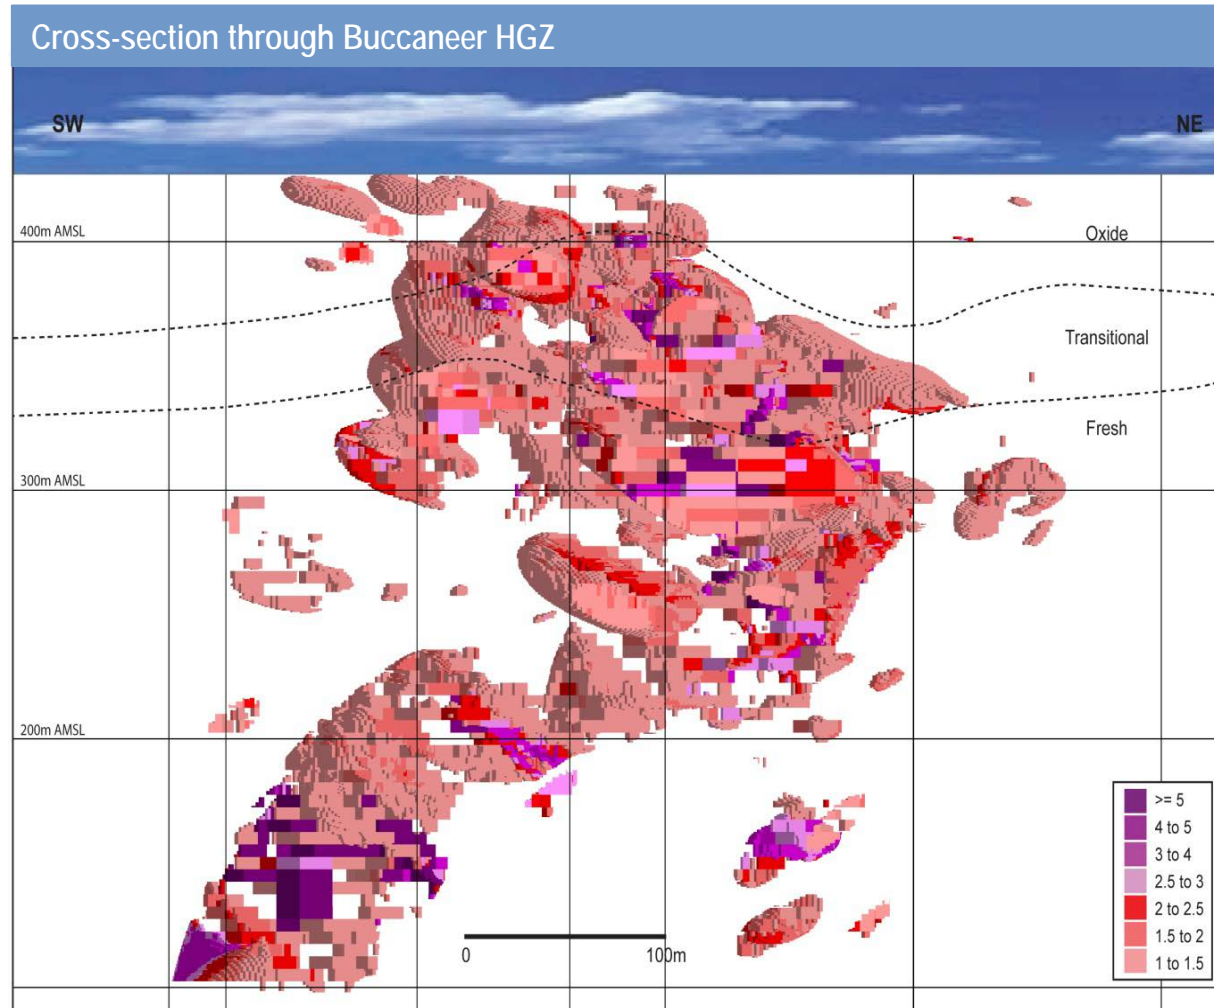 Cross-section through Buccaneer HGZ
SW
NE
400m AMSL
Oxide
Transitional
Fresh
300m AMSL
200m AMSL
>= 5
4 to 5
3 to 4
2.5 to 3
2 to 2.5
1.5 to 2
1 to 1.5
0
100m